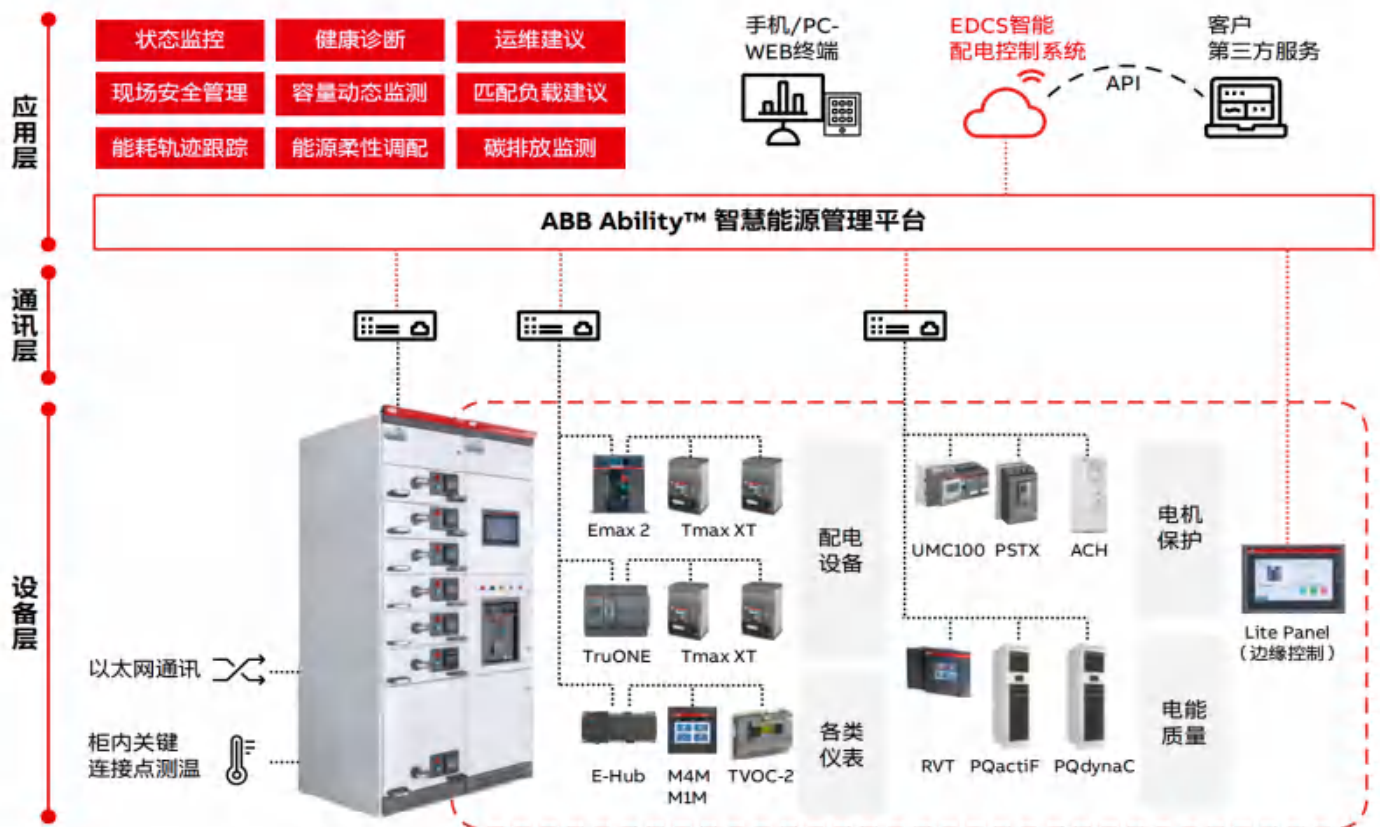 应用层
状态监控
健康诊断
运维建议
现场安全管理
容量动态监测
匹配负载建议
能耗轨迹跟踪
能源柔性调配
碳排放监测
手机/PC-
WEB终端
EDCS智能
配电控制系统
API
客户
第三方服务
ABB Ability™ 智慧能源管理平台
通讯层
设备层
以太网通讯
柜内关键
连接点测温
Emax 2
Tmax XT
TruONE
Tmax XT
E-Hub
M4M
M1M
TVOC-2
配电
设备
各类
仪表
UMC100
PSTX
ACH
RVT
PQactiF
PQdynaC
电机
保护
电能
质量
Lite Panel
(边缘控制)